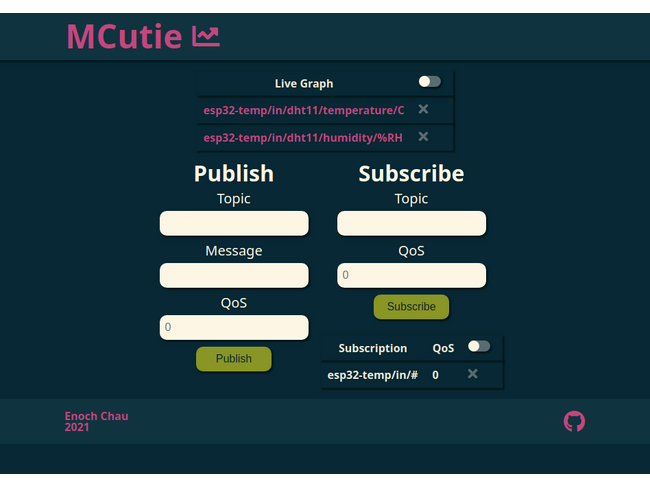 MCutie
Live Graph
esp32-temp/in/dht11/temperature/C
esp32-temp/in/dht11/humidity/%RH
Publish
Topic
Message
QoS
0
Publish
Subscribe
Topic
QoS
0
Subscribe
Subscription QoS
esp32-temp/in/# 0
Enoch Chau
2021